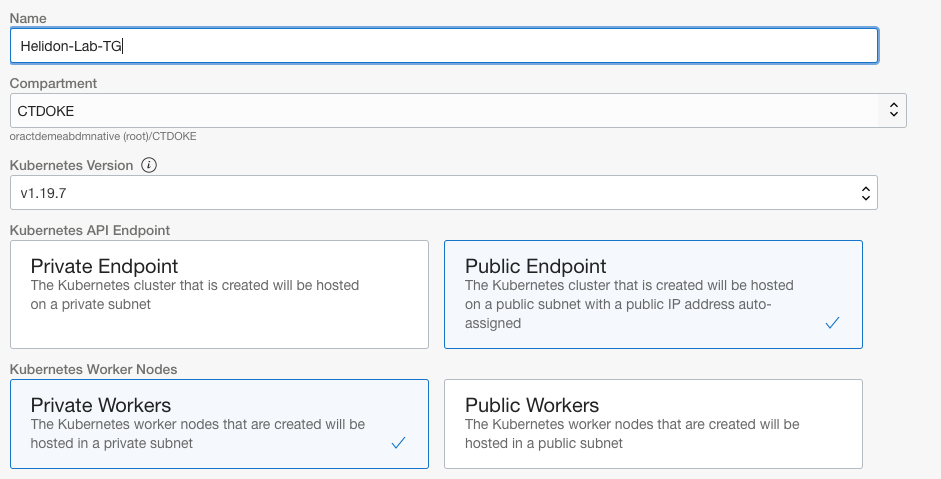 Name
Helidon-Lab-TG
Compartment
CTDOKE
oractdemeabdmnative (root)/CTDOKE
Kubernetes Version i
v1.19.7
Kubernetes API Endpoint
Private Endpoint
The Kubernetes cluster that is created will be hosted
on a private subnet
Public Endpoint
The Kubernetes cluster that is created will be hosted
on a public subnet with a public IP address auto-
assigned
Kubernetes Worker Nodes
Private Workers
The Kubernetes worker nodes that are created will be
hosted in a private subnet
Public Workers
The Kubernetes worker nodes that are created will be
hosted in a public subnet